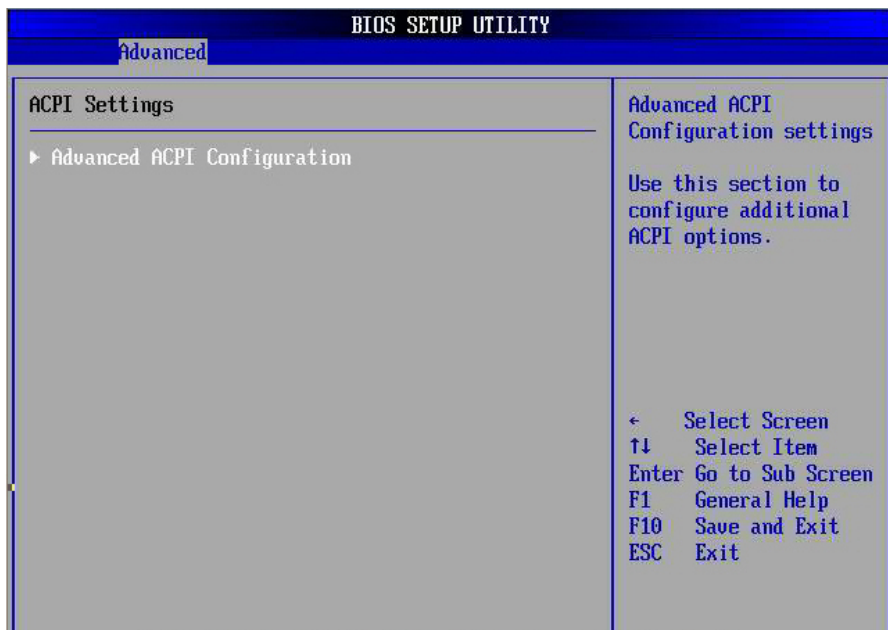 BIOS SETUP UTILITY
Advanced
ACPI Settings
▶ Advanced ACPI Configuration
Advanced ACPI
Configuration settings
Use this section to
configure additional
ACPI options.
← Select Screen
↑↓ Select Item
Enter Go to Sub Screen
F1 General Help
F10 Save and Exit
ESC Exit